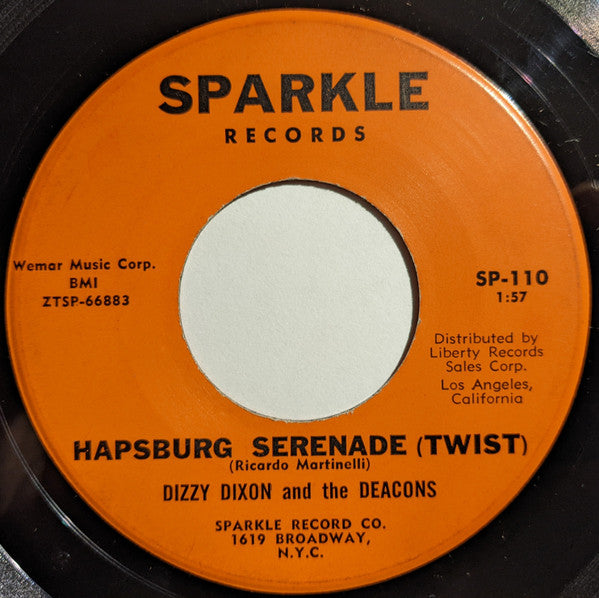 SPARKLE
RECORDS
Wemar Music Corp.
BMI
ZTSP-66883
SP-110
1:57
Distributed by
Liberty Records
Sales Corp.
Los Angeles,
California
HAPSBURG SERENADE (TWIST)
(Ricardo Martinelli)
DIZZY DIXON and the DEACONS
SPARKLE RECORD CO.
1619 BROADWAY,
N.Y.C.